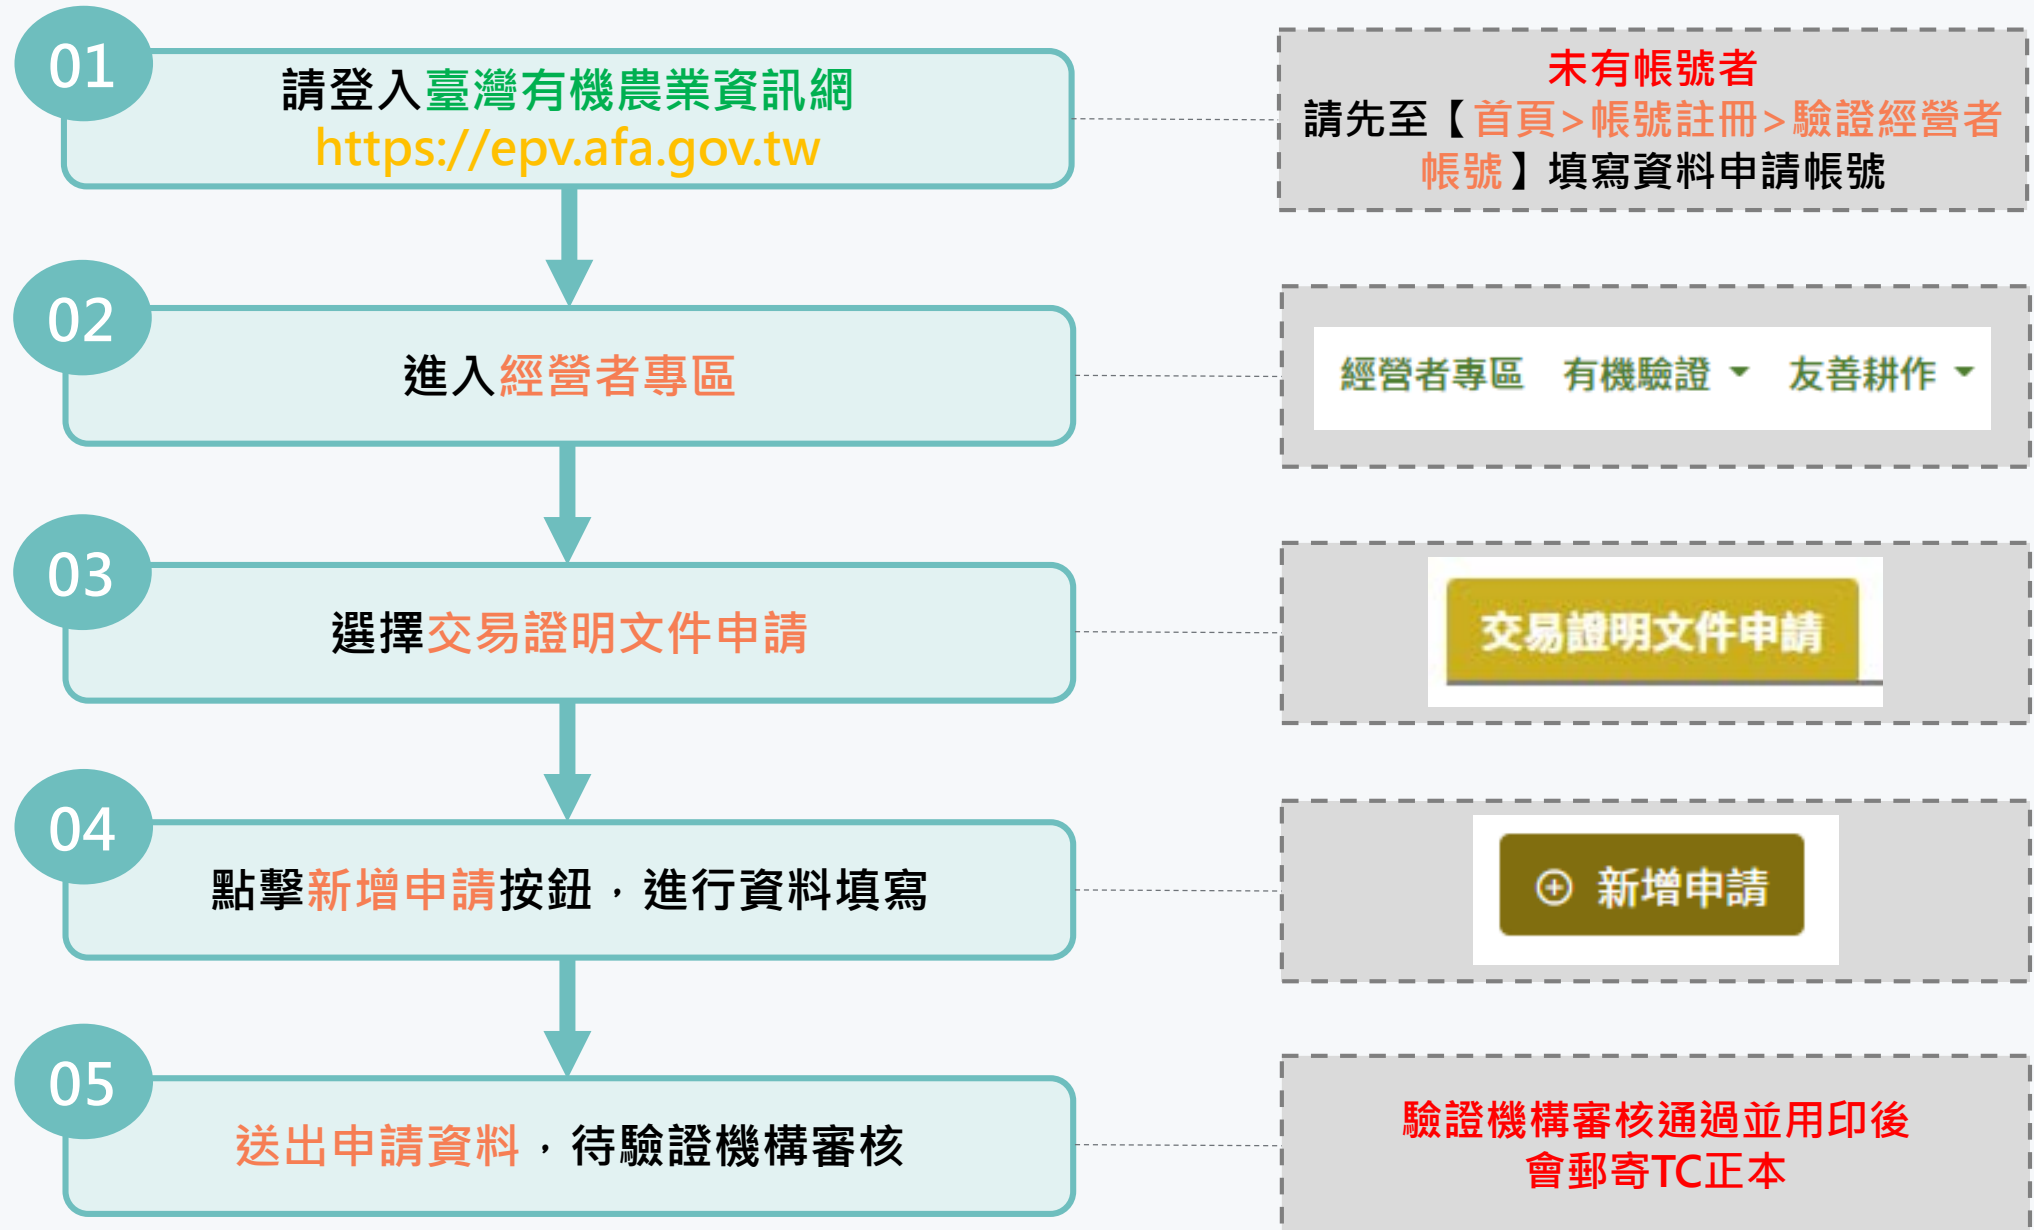 01
請登入臺灣有機農業資訊網
https://epv.afa.gov.tw
未有帳號者
請先至【首頁>帳號註冊>驗證經營者
帳號】填寫資料申請帳號
02
進入經營者專區
經營者專區 有機驗證 友善耕作
03
選擇交易證明文件申請
交易證明文件申請
04
點擊新增申請按鈕，進行資料填寫
新增申請
05
送出申請資料，待驗證機構審核
驗證機構審核通過並用印後
會郵寄TC正本